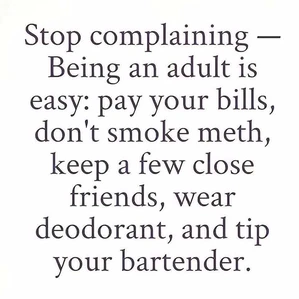 Stop complaining —
Being an adult is
easy: pay your bills,
don't smoke meth,
keep a few close
friends, wear
deodorant, and tip
your bartender.